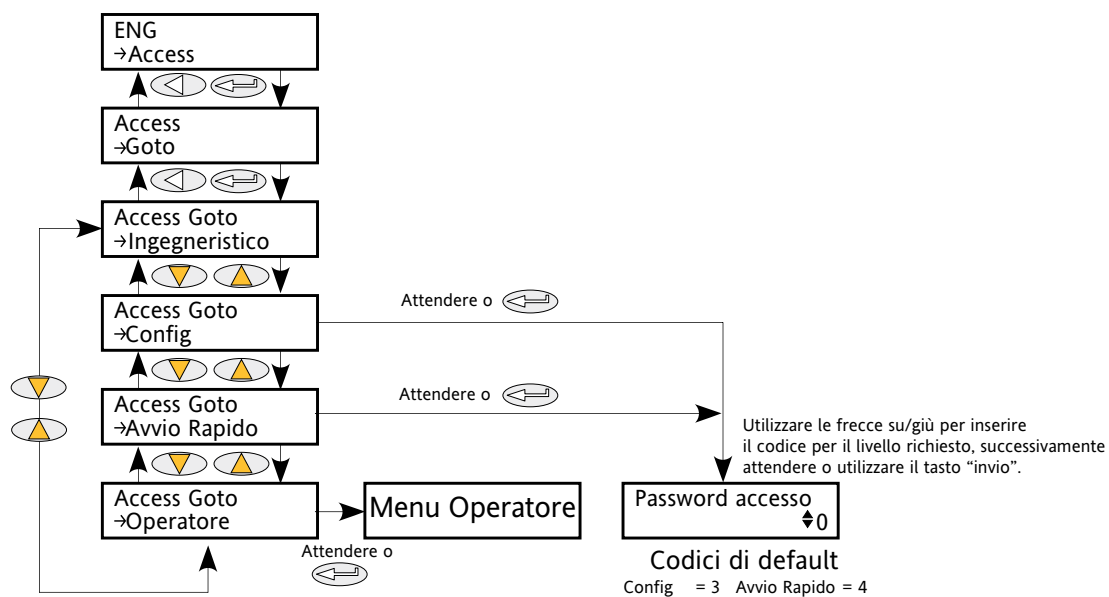 ENG
→Access
Access
→Goto
Access Goto
→Ingegneristico
Access Goto
→Config
Attendere o
Access Goto
→Avvio Rapido
Attendere o
Utilizzare le frecce su/giù per inserire
il codice per il livello richiesto, successivamente
attendere o utilizzare il tasto “invio”.
Access Goto
→Operatore
Menu Operatore
Attendere o
Password accesso
0
Codici di default
Config = 3 Avvio Rapido = 4